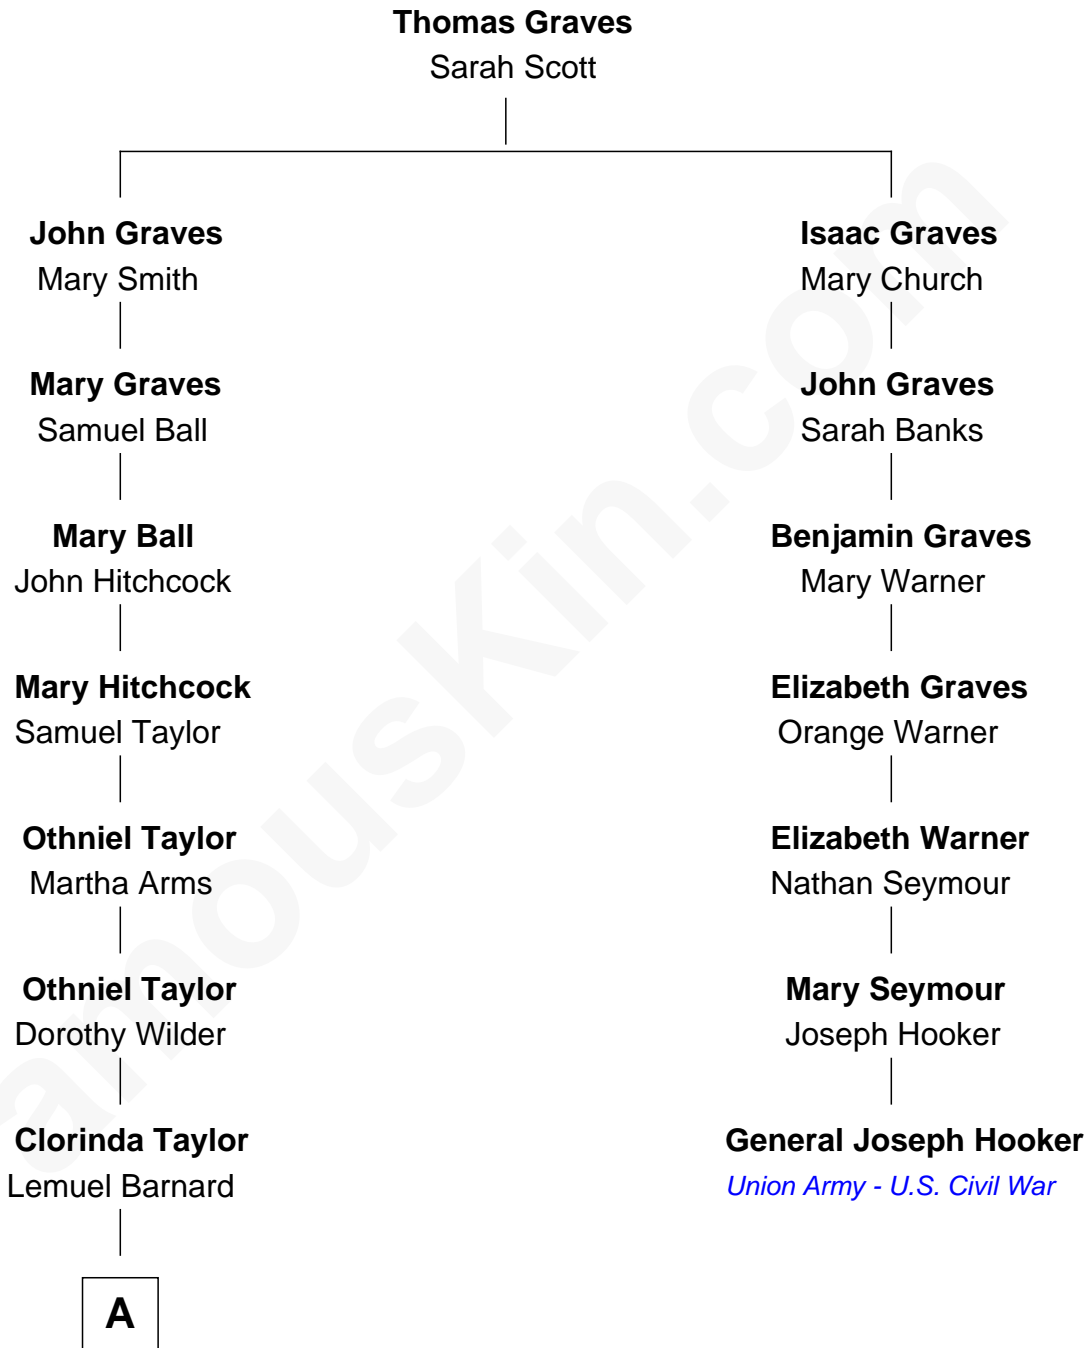 Thomas Graves
Sarah Scott
John Graves
Mary Smith
Isaac Graves
Mary Church
Mary Graves
Samuel Ball
John Graves
Sarah Banks
Mary Ball
John Hitchcock
Benjamin Graves
Mary Warner
Mary Hitchcock
Samuel Taylor
Elizabeth Graves
Orange Warner
Othniel Taylor
Martha Arms
Elizabeth Warner
Nathan Seymour
Othniel Taylor
Dorothy Wilder
Mary Seymour
Joseph Hooker
Clorinda Taylor
Lemuel Barnard
General Joseph Hooker
Union Army - U.S. Civil War
A
amouskin.com